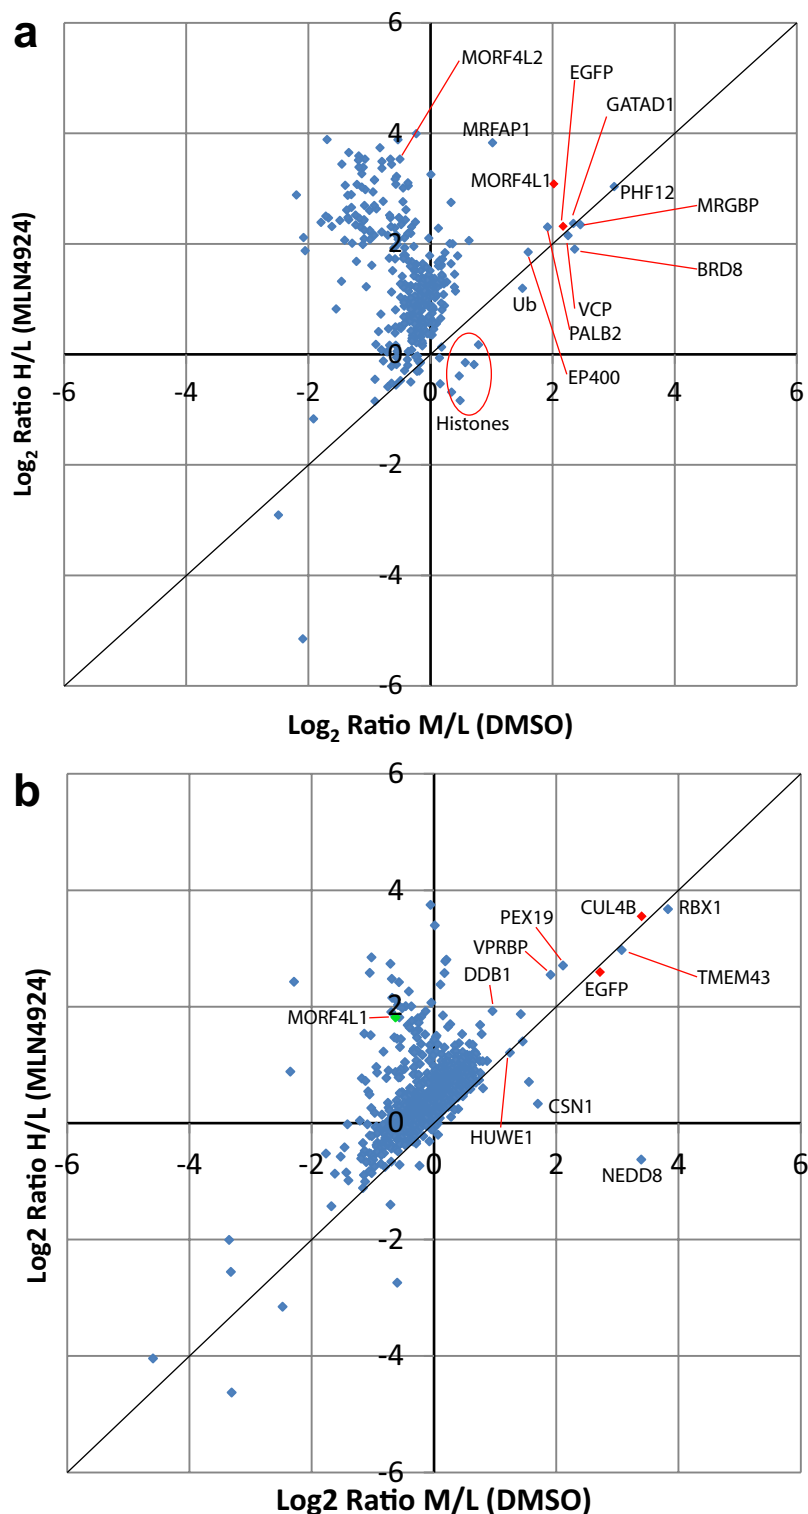 a
6
MORF4L2
EGFP
GATAD1
4
MRFAP1
MORF4L1
PHF12
MRGBP
2
BRD8
Ub
VCP
PALB2
0
EP400
-6
-4
-2
0
2
4
6
Histones
-2
-4
-6
Log2 Ratio H/L (MLN4924)
Log2 Ratio M/L (DMSO)
b
6
4
CUL4B
RBX1
PEX19
VPRBP
DDB1
TMEM43
EGFP
2
MORF4L1
CSN1
0
HUWE1
-6
-4
-2
0
2
4
6
NEDD8
-2
-4
-6
Log2 Ratio H/L (MLN4924)
Log2 Ratio M/L (DMSO)